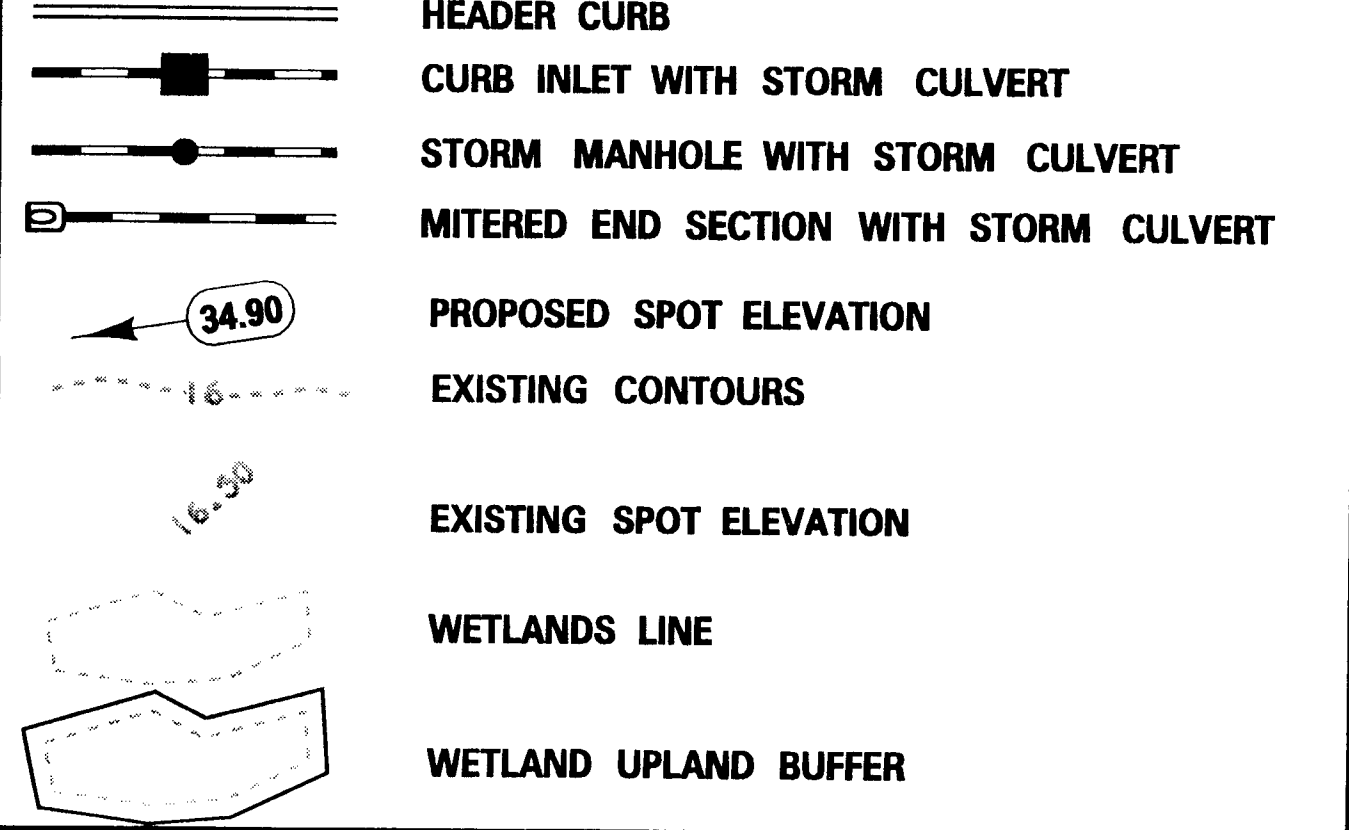 HEADER CURB
CURB INLET WITH STORM CULVERT
STORM MANHOLE WITH STORM CULVERT
MITERED END SECTION WITH STORM CULVERT
34.90 PROPOSED SPOT ELEVATION
16 EXISTING CONTOURS
16.30 EXISTING SPOT ELEVATION
WETLANDS LINE
WETLAND UPLAND BUFFER